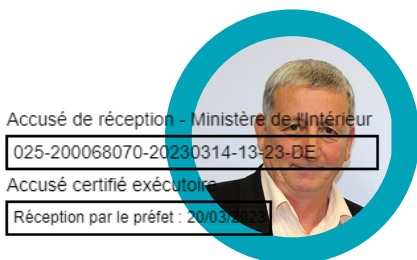 Accusé de réception - Ministère de l'Intérieur
025-200068070-20230314-13-23-DE
Accusé certifié exécutoire
Réception par le préfet : 20/03/2023